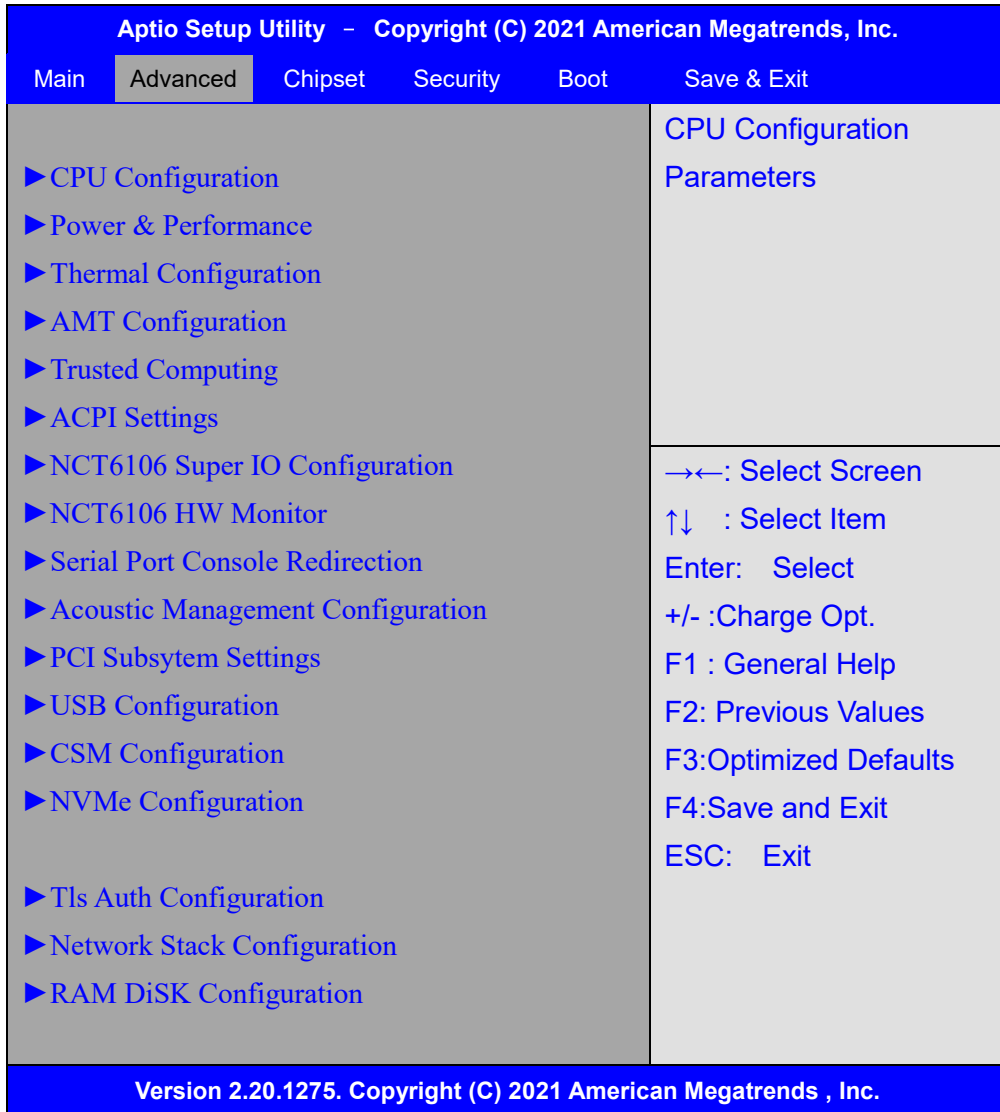 Aptio Setup Utility – Copyright (C) 2021 American Megatrends, Inc.
Main Advanced Chipset Security Boot Save & Exit
►CPU Configuration
►Power & Performance
►Thermal Configuration
►AMT Configuration
►Trusted Computing
►ACPI Settings
►NCT6106 Super IO Configuration
►NCT6106 HW Monitor
►Serial Port Console Redirection
►Acoustic Management Configuration
►PCI Subsytem Settings
►USB Configuration
►CSM Configuration
►NVMe Configuration
►Tls Auth Configuration
►Network Stack Configuration
►RAM DiSK Configuration
CPU Configuration
Parameters
→←: Select Screen
↑↓ : Select Item
Enter: Select
+/- :Charge Opt.
F1 : General Help
F2: Previous Values
F3:Optimized Defaults
F4:Save and Exit
ESC: Exit
Version 2.20.1275. Copyright (C) 2021 American Megatrends , Inc.